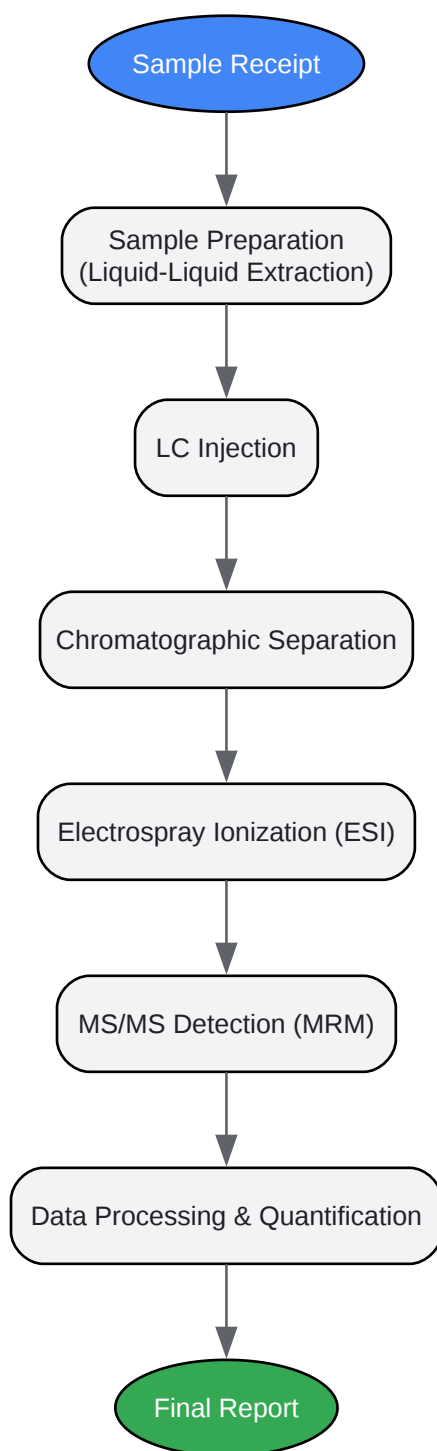 Sample Receipt
Sample Preparation
(Liquid-Liquid Extraction)
LC Injection
Chromatographic Separation
Electrospray Ionization (ESI)
MS/MS Detection (MRM)
Data Processing & Quantification
Final Report